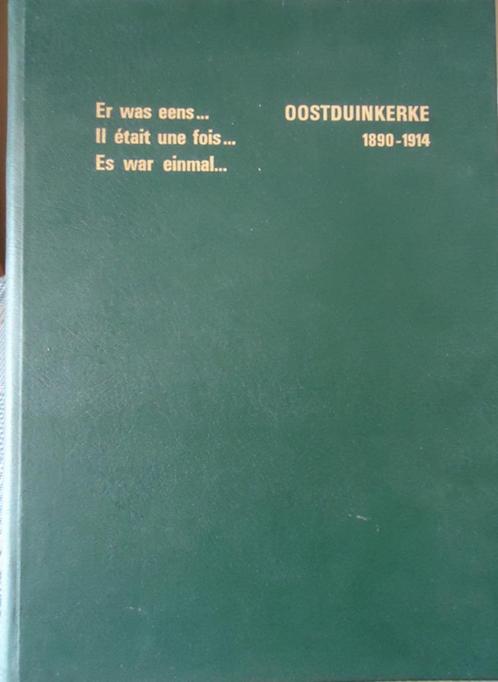 Er was eens... OOSTDUINKERKE
Il était une fois... 1890-1914
Es war einmal...